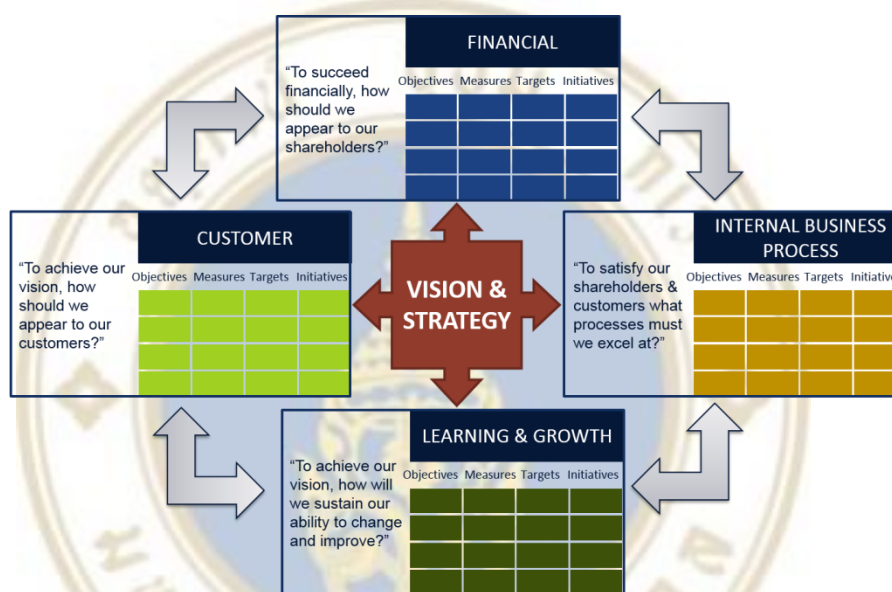 FINANCIAL
“To succeed
financially, how
should we
appear to our
shareholders?”
Objectives Measures Targets Initiatives
CUSTOMER
“To achieve our
vision, how
should we
appear to our
customers?”
Objectives Measures Targets Initiatives
VISION &
STRATEGY
INTERNAL BUSINESS
PROCESS
“To satisfy our
shareholders &
customers what
processes must
we excel at?”
Objectives Measures Targets
LEARNING & GROWTH
“To achieve our
vision, how will
we sustain our
ability to change
and improve?”
Objectives Measures Targets Initiatives